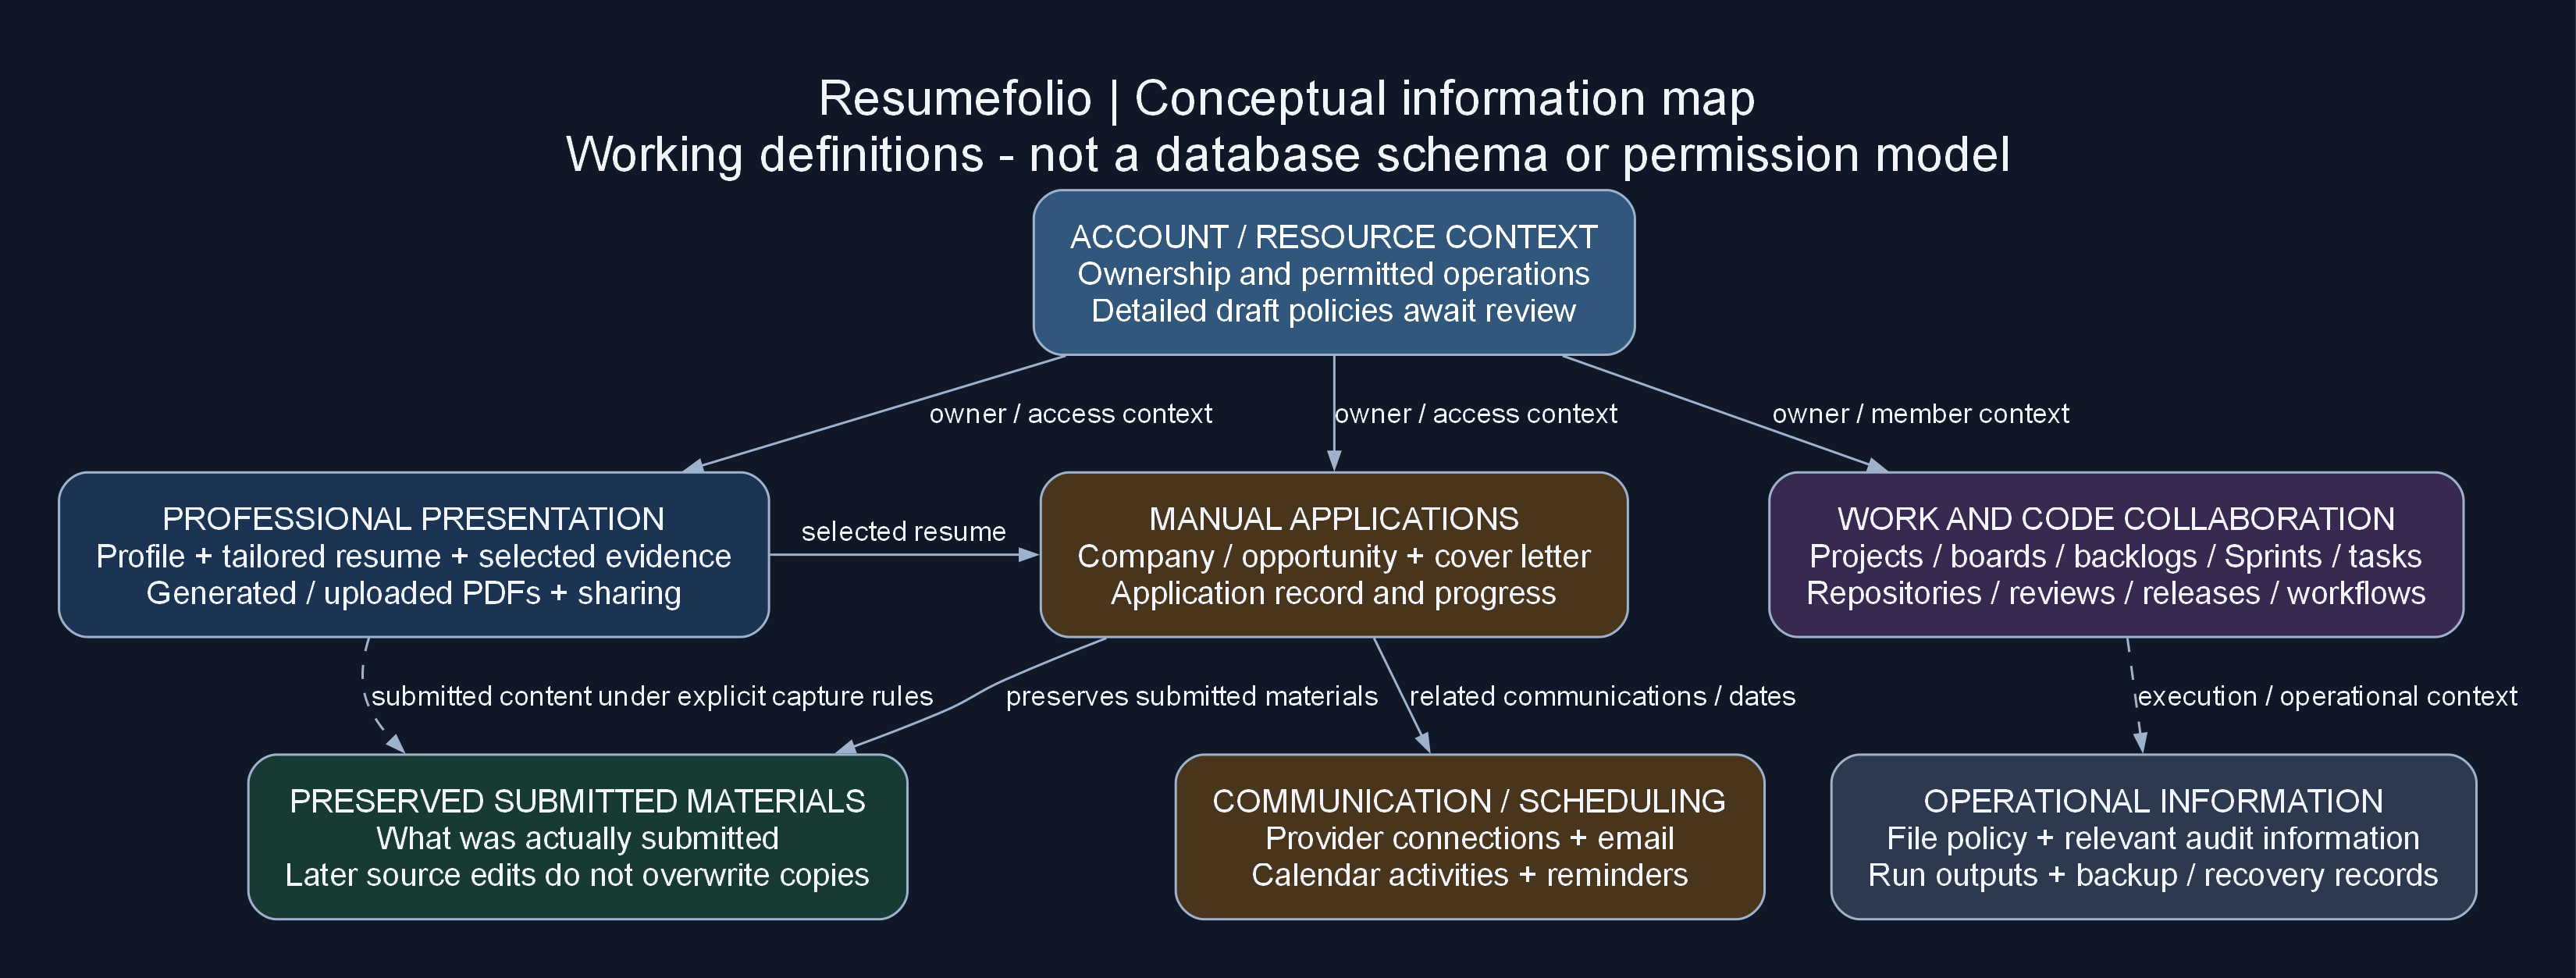 Resumefolio | Conceptual information map
Working definitions - not a database schema or permission model
ACCOUNT / RESOURCE CONTEXT
Ownership and permitted operations
Detailed draft policies await review
owner / access context
owner / access context
owner / member context
PROFESSIONAL PRESENTATION
Profile + tailored resume + selected evidence
Generated / uploaded PDFs + sharing
selected resume
MANUAL APPLICATIONS
Company / opportunity + cover letter
Application record and progress
WORK AND CODE COLLABORATION
Projects / boards / backlogs / Sprints / tasks
Repositories / reviews / releases / workflows
submitted content under explicit capture rules
preserves submitted materials
related communications / dates
execution / operational context
PRESERVED SUBMITTED MATERIALS
What was actually submitted
Later source edits do not overwrite copies
COMMUNICATION / SCHEDULING
Provider connections + email
Calendar activities + reminders
OPERATIONAL INFORMATION
File policy + relevant audit information
Run outputs + backup / recovery records